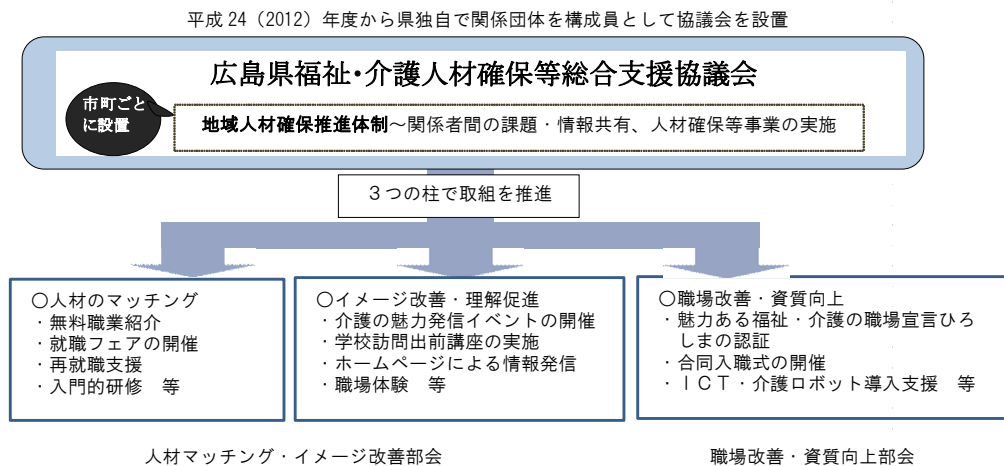 平成 24（2012）年度から県独自で関係団体を構成員として協議会を設置
広島県福祉・介護人材確保等総合支援協議会
市町ごと
に設置
地域人材確保推進体制～関係者間の課題・情報共有、人材確保等事業の実施
３つの柱で取組を推進
〇人材のマッチング
・無料職業紹介
・就職フェアの開催
・再就職支援
・入門的研修　等
〇イメージ改善・理解促進
・介護の魅力発信イベントの開催
・学校訪問出前講座の実施
・ホームページによる情報発信
・職場体験　等
〇職場改善・資質向上
・魅力ある福祉・介護の職場宣言ひろ
しまの認証
・合同入職式の開催
・ＩＣＴ・介護ロボット導入支援　等
人材マッチング・イメージ改善部会
職場改善・資質向上部会